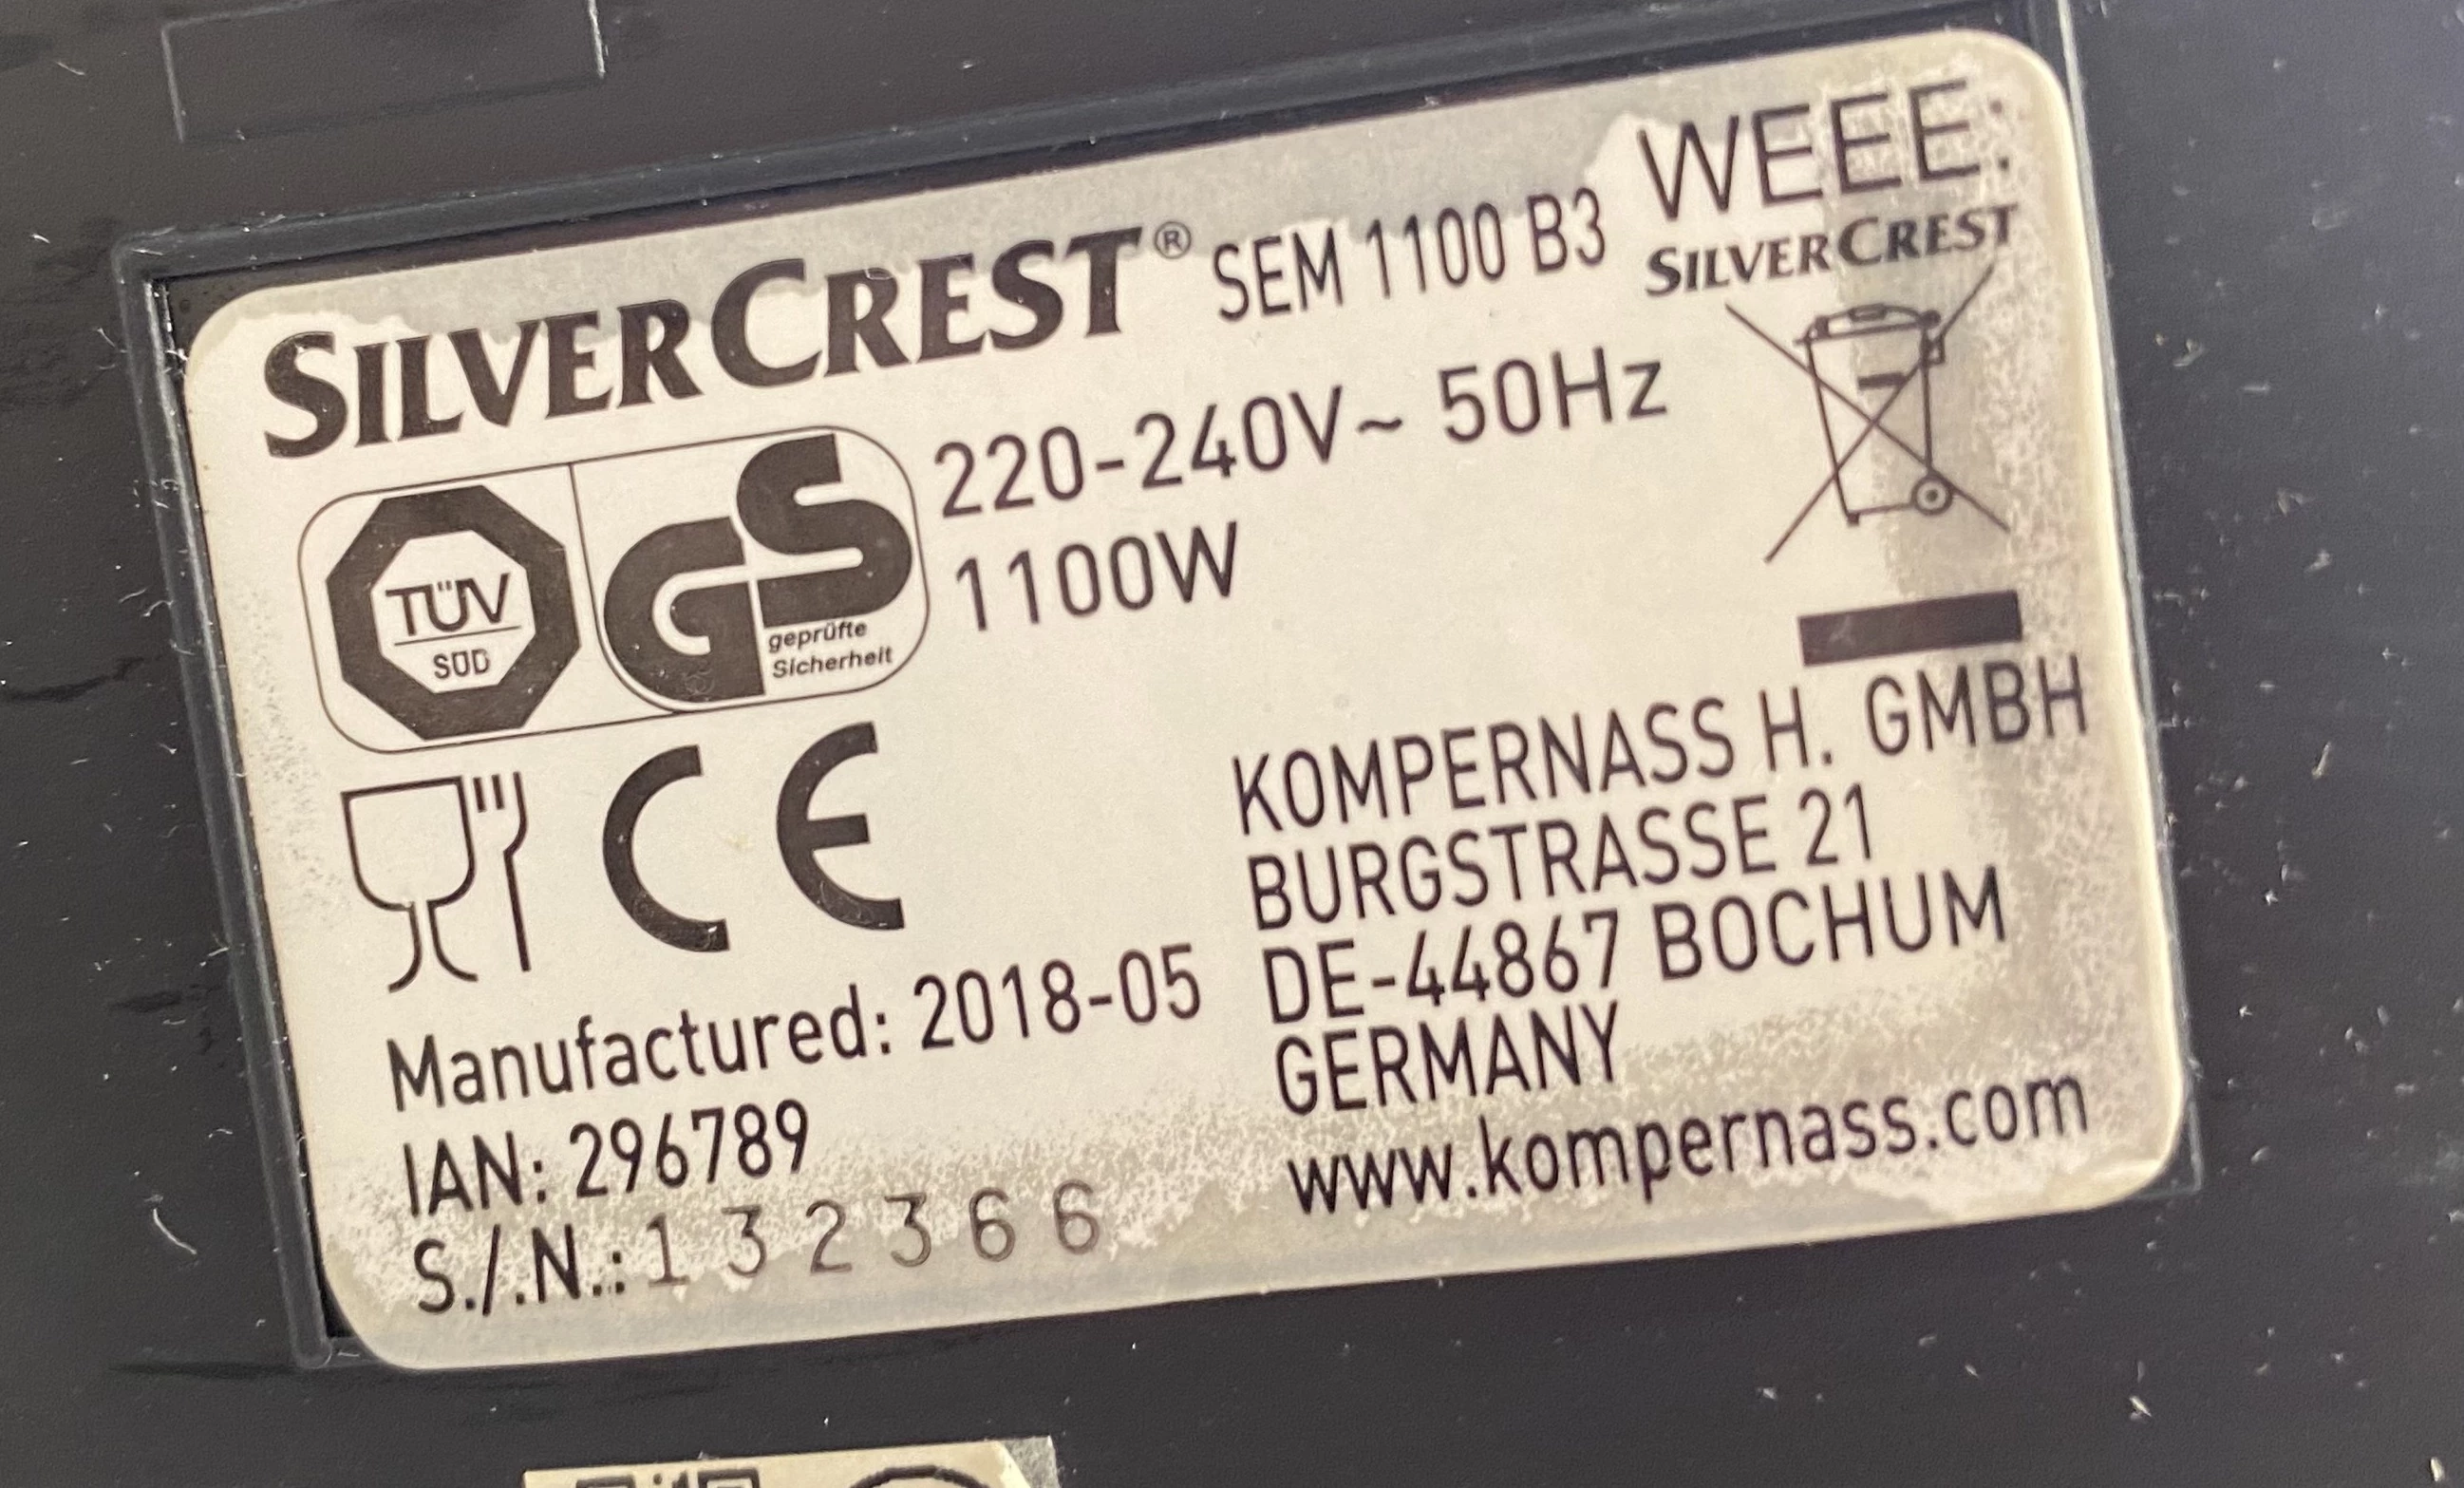 SILVERCREST® SEM 1100 B3
WEEE:
SILVERCREST
220-240V~ 50Hz
1100W
TÜV
SÜD
GS
geprüfte
Sicherheit
CE
KOMPERNASS H. GMBH
BURGSTRASSE 21
DE-44867 BOCHUM
GERMANY
www.kompernass.com
Manufactured: 2018-05
IAN: 296789
S./.N.: 132366